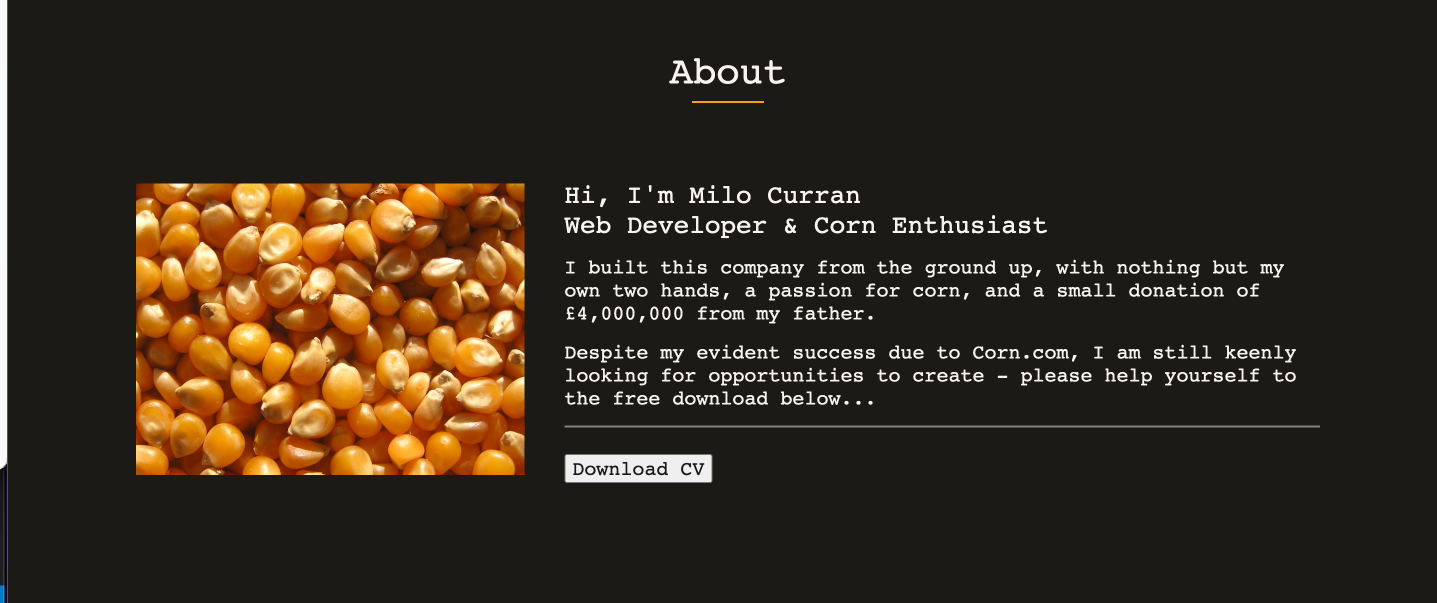 About
Hi, I'm Milo Curran
Web Developer & Corn Enthusiast
I built this company from the ground up, with nothing but my
own two hands, a passion for corn, and a small donation of
£4,000,000 from my father.
Despite my evident success due to Corn.com, I am still keenly
looking for opportunities to create – please help yourself to
the free download below...
Download CV